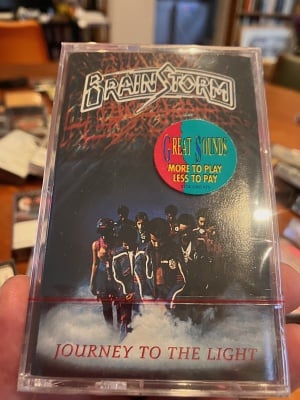 BRAINSTORM
GREAT SOUNDS
MORE TO PLAY
LESS TO PAY
JOURNEY TO THE LIGHT